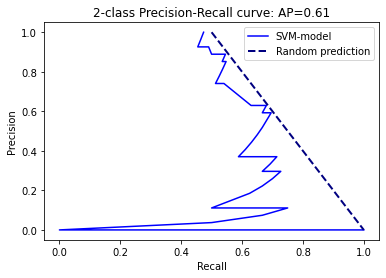 2-class Precision-Recall curve: AP=0.61
SVM-model
Random prediction
1.0
0.8
0.6
0.4
0.2
0.0
Precision
0.0 0.2 0.4 0.6 0.8 1.0
Recall